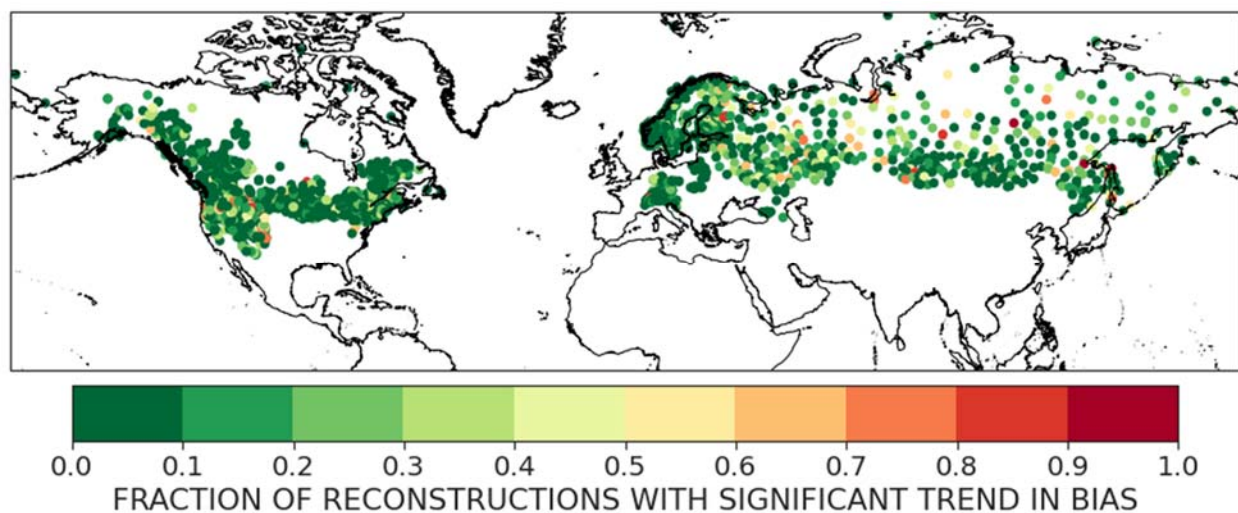 0.0 0.1 0.2 0.3 0.4 0.5 0.6 0.7 0.8 0.9 1.0
FRACTION OF RECONSTRUCTIONS WITH SIGNIFICANT TREND IN BIAS